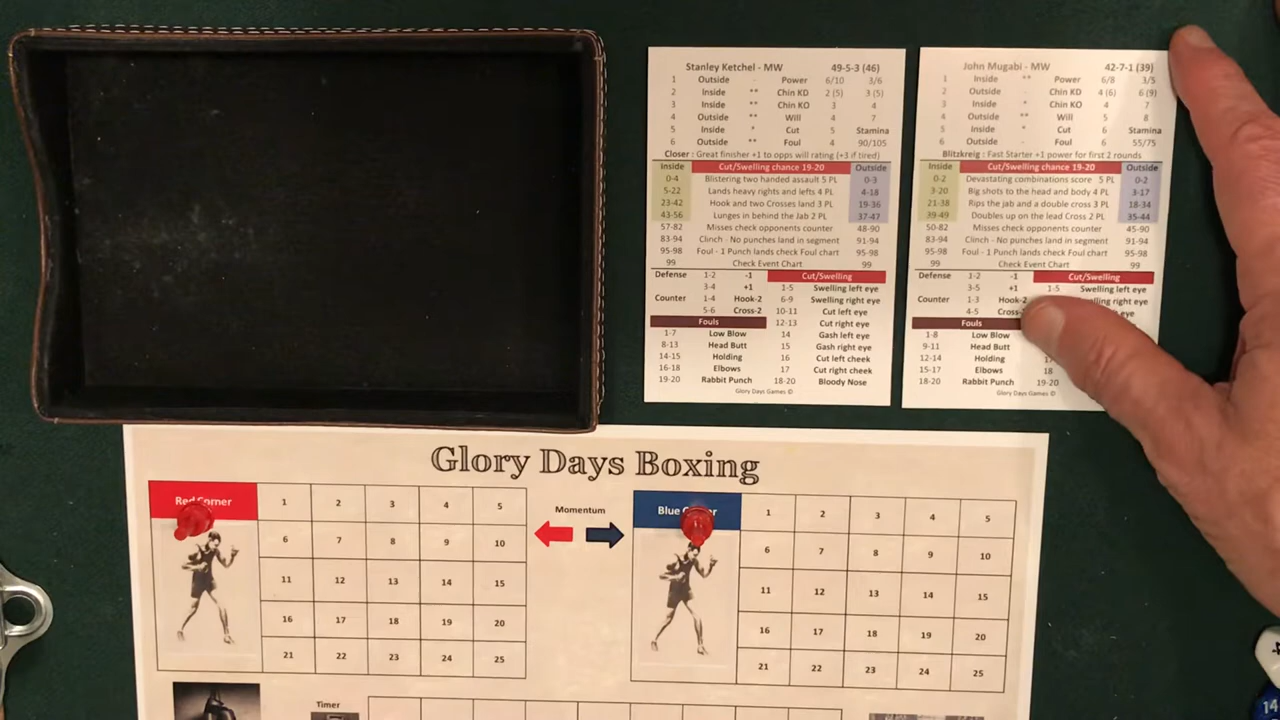 Stanley Ketchel - MW 49-5-3 (46)
1 Outside - Power 6/10 3/6
2 Inside ** Chin KD 2 (5) 3 (5)
3 Inside ** Chin KO 3 4
4 Outside ** Will 4 7
5 Inside * Cut 5 Stamina
6 Outside ** Foul 4 90/105
Closer : Great finisher +1 to opps will rating (+3 if tired)
Inside Cut/Swelling chance 19-20 Outside
0-4 Blistering two handed assault 5 PL 0-3
5-22 Lands heavy rights and lefts 4 PL 4-18
23-42 Hook and two Crosses land 3 PL 19-36
43-56 Lunges in behind the Jab 2 PL 37-47
57-82 Misses check opponents counter 48-90
83-94 Clinch - No punches land in segment 91-94
95-98 Foul - 1 Punch lands check Foul chart 95-98
99 Check Event Chart 99
Defense 1-2 -1 Cut/Swelling
3-4 +1 1-5 Swelling left eye
Counter 1-4 Hook-2 6-9 Swelling right eye
5-6 Cross-2 10-11 Cut left eye
Fouls 12-13 Cut right eye
1-7 Low Blow 14 Gash left eye
8-13 Head Butt 15 Gash right eye
14-15 Holding 16 Cut left cheek
16-18 Elbows 17 Cut right cheek
19-20 Rabbit Punch 18-20 Bloody Nose
Glory Days Games ©
John Mugabi - MW 42-7-1 (39)
1 Inside ** Power 6/8 3/5
2 Outside - Chin KD 4 (6) 6 (9)
3 Inside * Chin KO 4 7
4 Outside ** Will 5 8
5 Inside * Cut 6 Stamina
6 Outside - Foul 6 55/75
Blitzkreig : Fast Starter +1 power for first 2 rounds
Inside Cut/Swelling chance 19-20 Outside
0-2 Devastating combinations score 5 PL 0-2
3-20 Big shots to the head and body 4 PL 3-17
21-38 Rips the jab and a double cross 3 PL 18-34
39-49 Doubles up on the lead Cross 2 PL 35-44
50-82 Misses check opponents counter 45-90
83-94 Clinch - No punches land in segment 91-94
95-98 Foul - 1 Punch lands check Foul chart 95-98
99 Check Event Chart 99
Defense 1-2 -1 Cut/Swelling
3-5 +1 1-5 Swelling left eye
Counter 1-3 Hook-2 right eye
4-5 eye
Fouls
1-8 Low Blow
9-11 Head Butt
12-14 Holding 17
15-17 Elbows 18
18-20 Rabbit Punch 19-20
Glory Days Games ©
Glory Days Boxing
Red Corner 1 2 3 4 5
6 7 8 9 10
11 12 13 14 15
16 17 18 19 20
21 22 23 24 25
Momentum
Blue 1 2 3 4 5
6 7 8 9 10
11 12 13 14 15
16 17 18 19 20
21 22 23 24 25
Timer
14